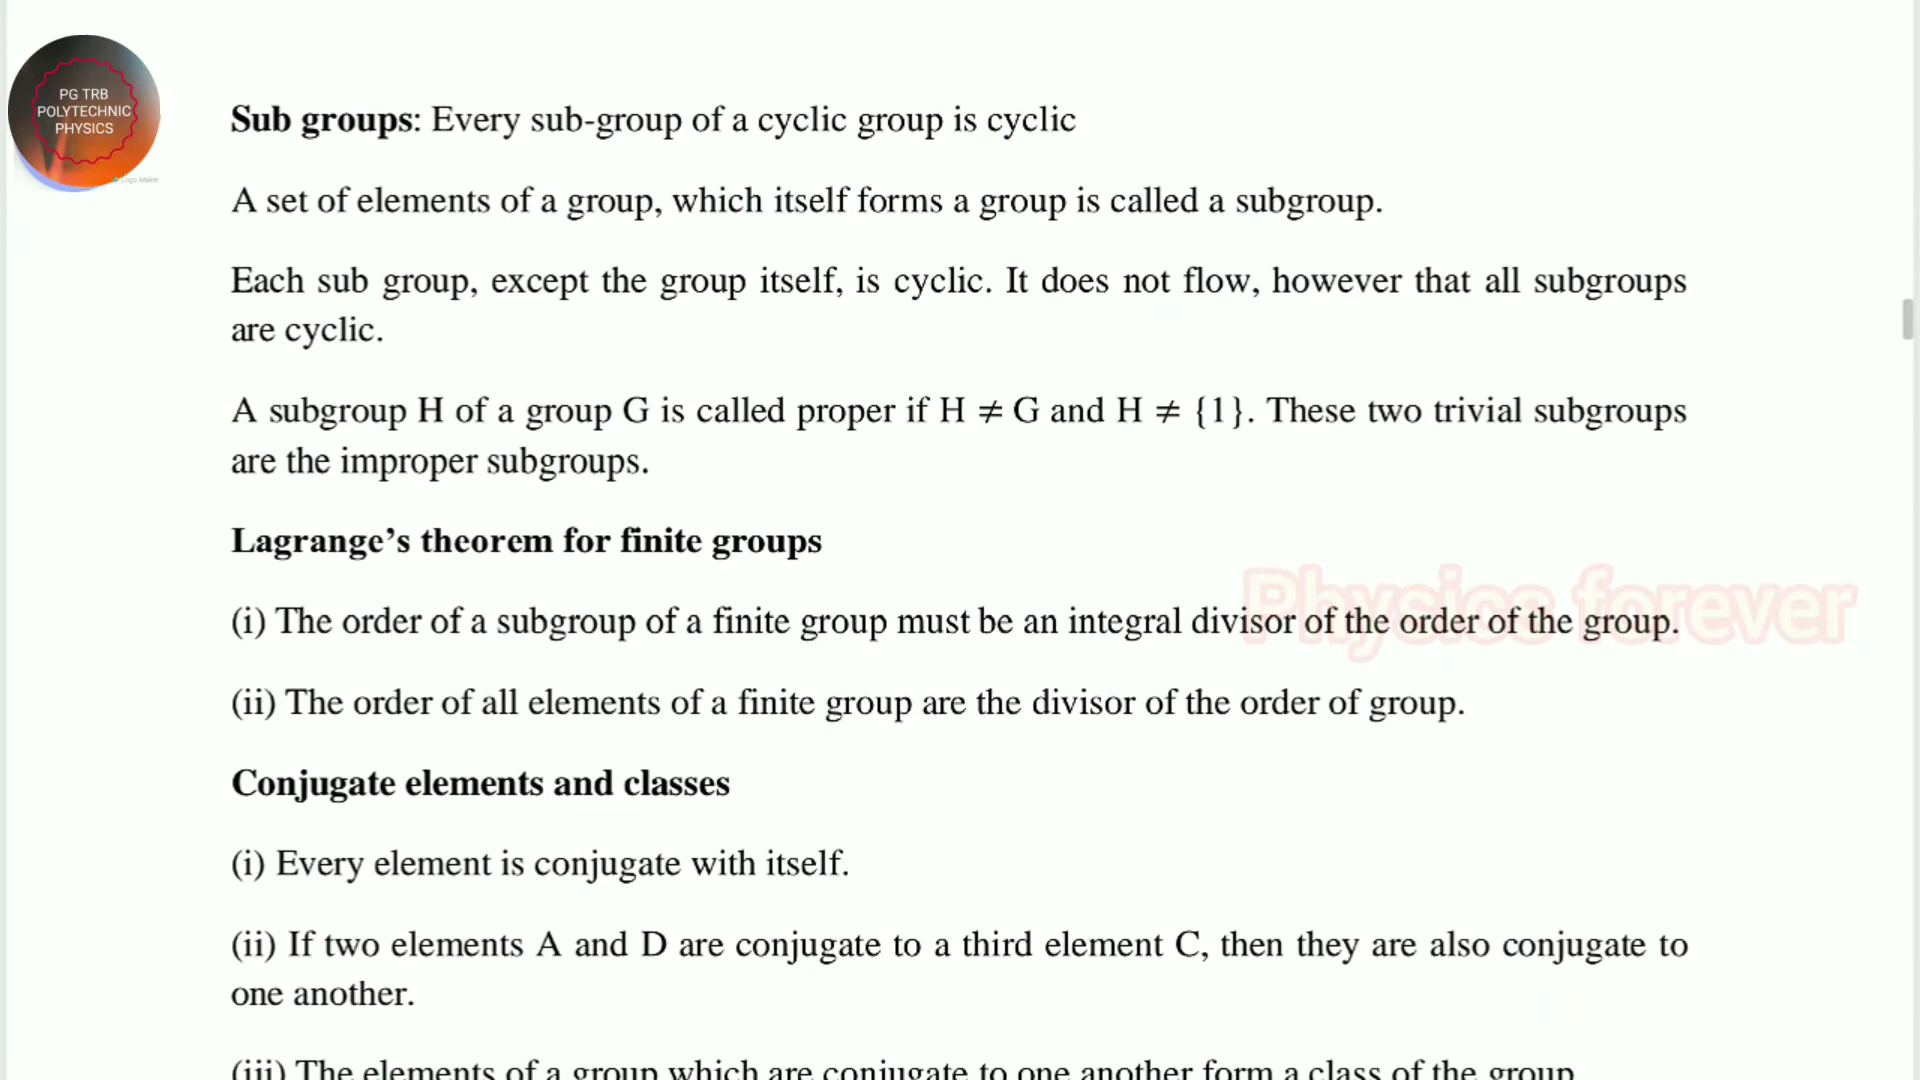 PG TRB
POLYTECHNIC
PHYSICS
Logo Maker
Sub groups: Every sub-group of a cyclic group is cyclic
A set of elements of a group, which itself forms a group is called a subgroup.
Each sub group, except the group itself, is cyclic. It does not flow, however that all subgroups
are cyclic.
A subgroup H of a group G is called proper if H ≠ G and H ≠ {1}. These two trivial subgroups
are the improper subgroups.
Lagrange’s theorem for finite groups
Physics forever
(i) The order of a subgroup of a finite group must be an integral divisor of the order of the group.
(ii) The order of all elements of a finite group are the divisor of the order of group.
Conjugate elements and classes
(i) Every element is conjugate with itself.
(ii) If two elements A and D are conjugate to a third element C, then they are also conjugate to
one another.
(iii) The elements of a group which are conjugate to one another form a class of the group